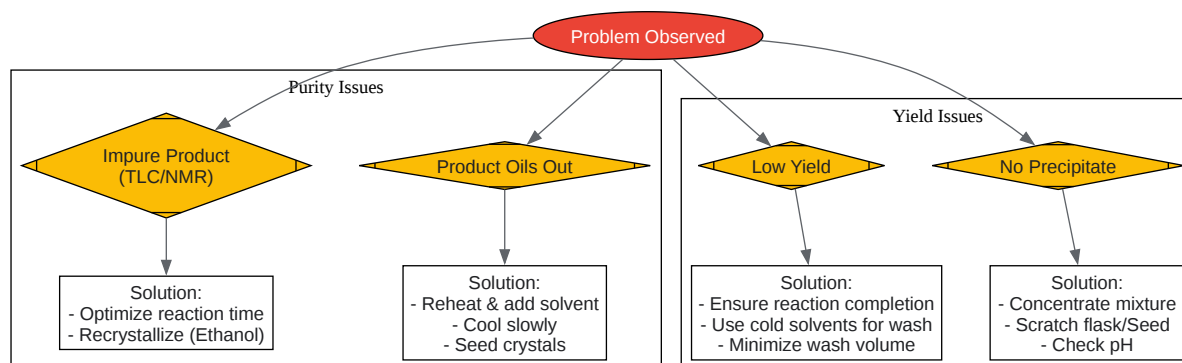 Problem Observed
Purity Issues
Yield Issues
Impure Product
(TLC/NMR)
Product Oils Out
Low Yield
No Precipitate
Solution:
- Optimize reaction time
- Recrystallize (Ethanol)
Solution:
- Reheat & add solvent
- Cool slowly
- Seed crystals
Solution:
- Ensure reaction completion
- Use cold solvents for wash
- Minimize wash volume
Solution:
- Concentrate mixture
- Scratch flask/Seed
- Check pH